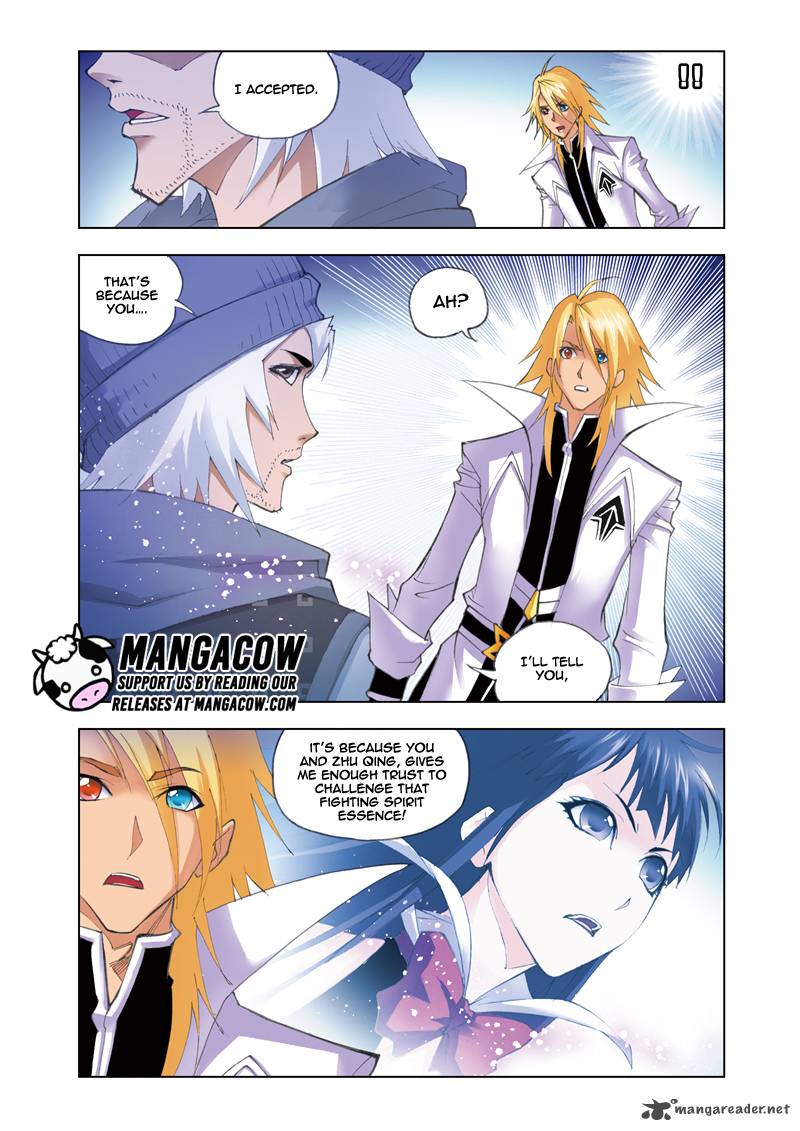 I ACCEPTED.
!!
THAT'S
BECAUSE
YOU....
AH?
I'LL TELL
YOU,
MANGACOW
SUPPORT US BY READING OUR
RELEASES AT MANGACOW.COM
IT'S BECAUSE YOU
AND ZHU QING, GIVES
ME ENOUGH TRUST TO
CHALLENGE THAT
FIGHTING SPIRIT
ESSENCE!
mangareader.net